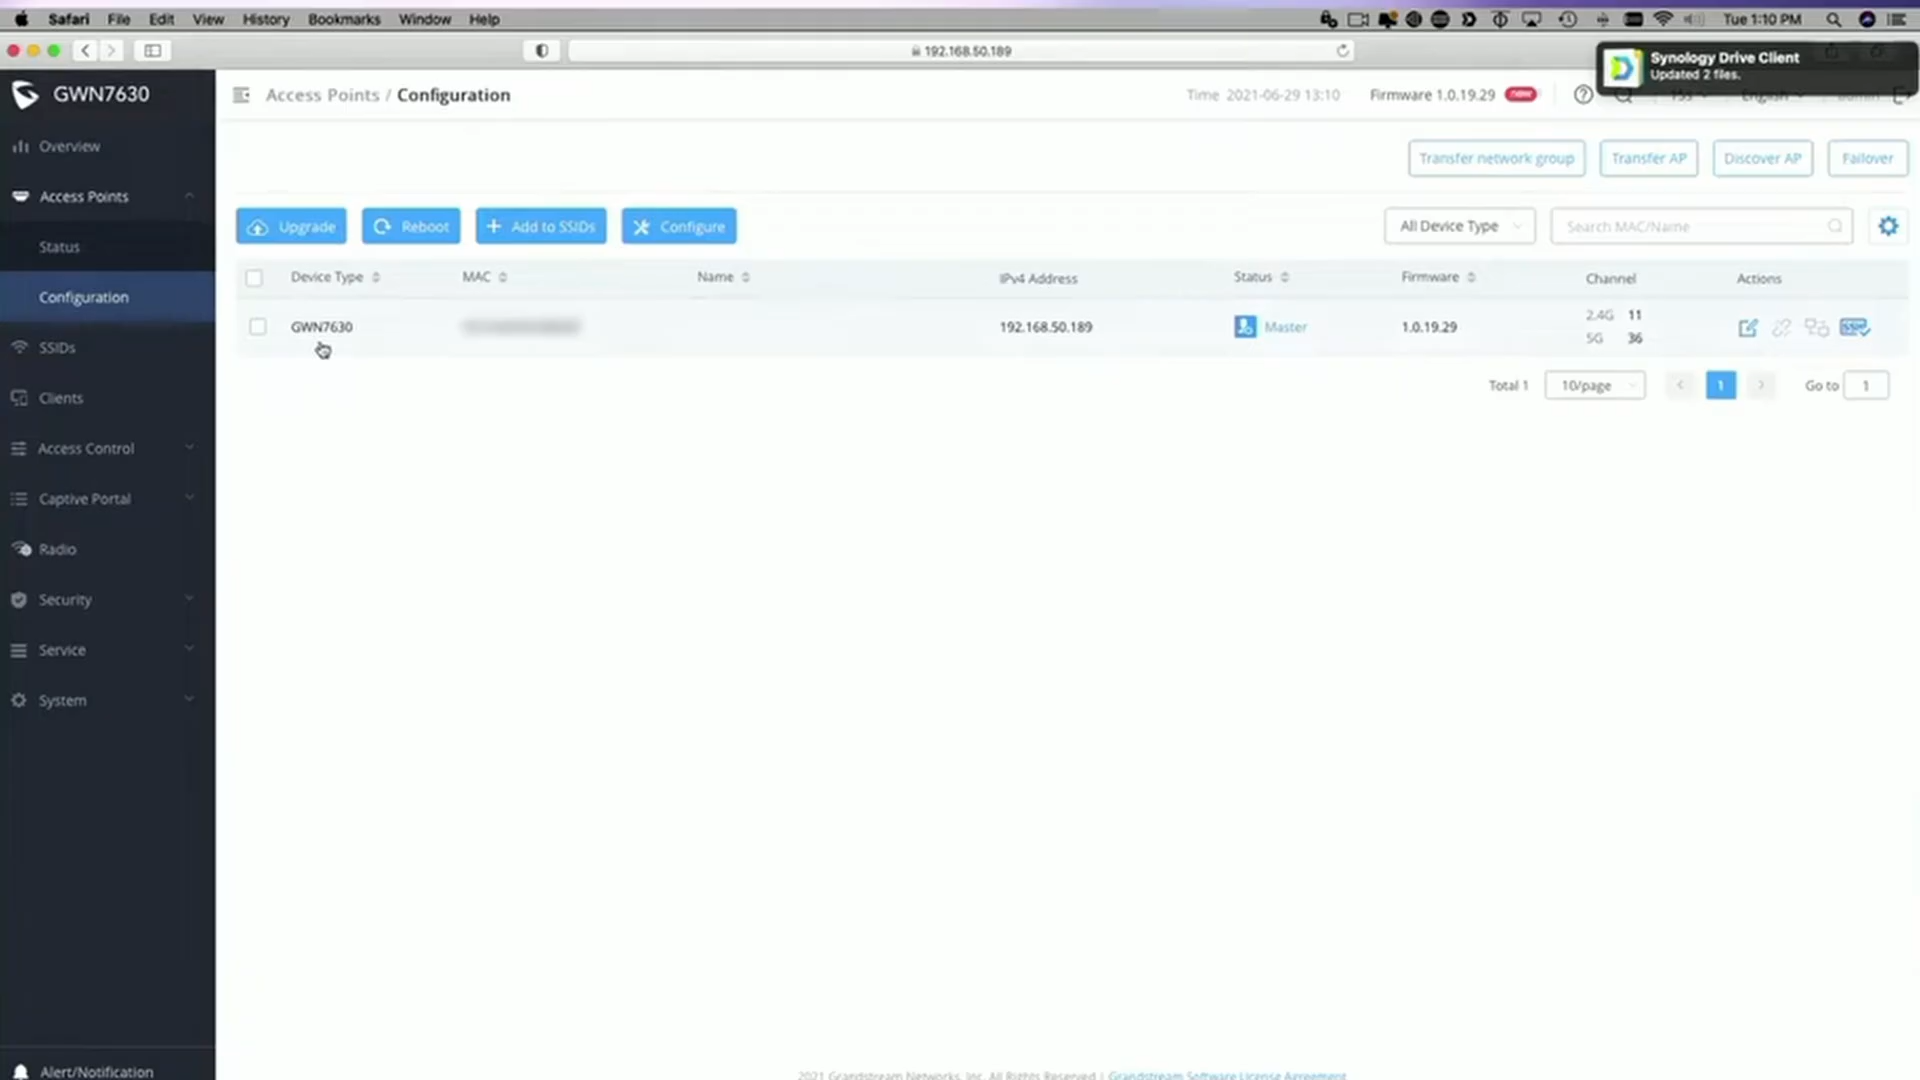 Safari File Edit View History Bookmarks Window Help Tue 1:10 PM
192.168.50.189
Synology Drive Client
Updated 2 files.
GWN7630
Access Points / Configuration Time 2021-06-29 13:10 Firmware 1.0.19.29 new 15s English admin
Overview
Access Points
Status
Configuration
SSIDs
Clients
Access Control
Captive Portal
Radio
Security
Service
System
Alert/Notification
Transfer network group Transfer AP Discover AP Failover
Upgrade Reboot Add to SSIDs Configure All Device Type Search MAC/Name
Device Type MAC Name IPv4 Address Status Firmware Channel Actions
GWN7630 192.168.50.189 Master 1.0.19.29 2.4G 11
5G 36
Total 1 10/page 1 Go to 1
2021 Grandstream Networks, Inc. All Rights Reserved | Grandstream Software License Agreement